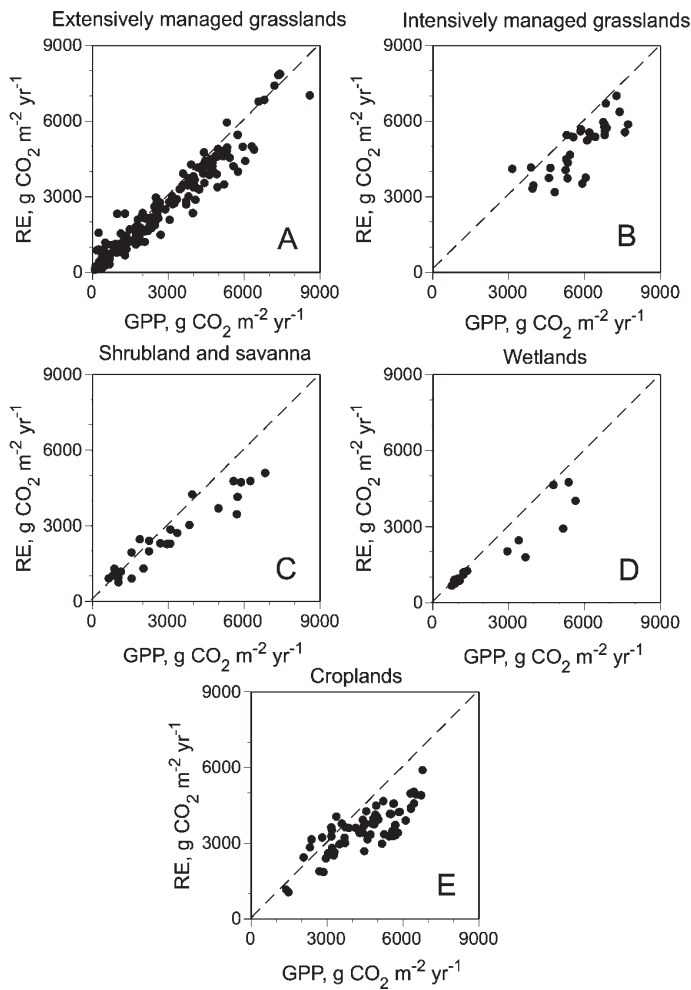 Extensively managed grasslands
9000
6000
3000
0
0 3000 6000 9000
RE, g CO2 m-2 yr-1
GPP, g CO2 m-2 yr-1
A
Intensively managed grasslands
9000
6000
3000
0
0 3000 6000 9000
RE, g CO2 m-2 yr-1
GPP, g CO2 m-2 yr-1
B
Shrubland and savanna
9000
6000
3000
0
0 3000 6000 9000
RE, g CO2 m-2 yr-1
GPP, g CO2 m-2 yr-1
C
Wetlands
9000
6000
3000
0
0 3000 6000 9000
RE, g CO2 m-2 yr-1
GPP, g CO2 m-2 yr-1
D
Croplands
9000
6000
3000
0
0 3000 6000 9000
RE, g CO2 m-2 yr-1
GPP, g CO2 m-2 yr-1
E